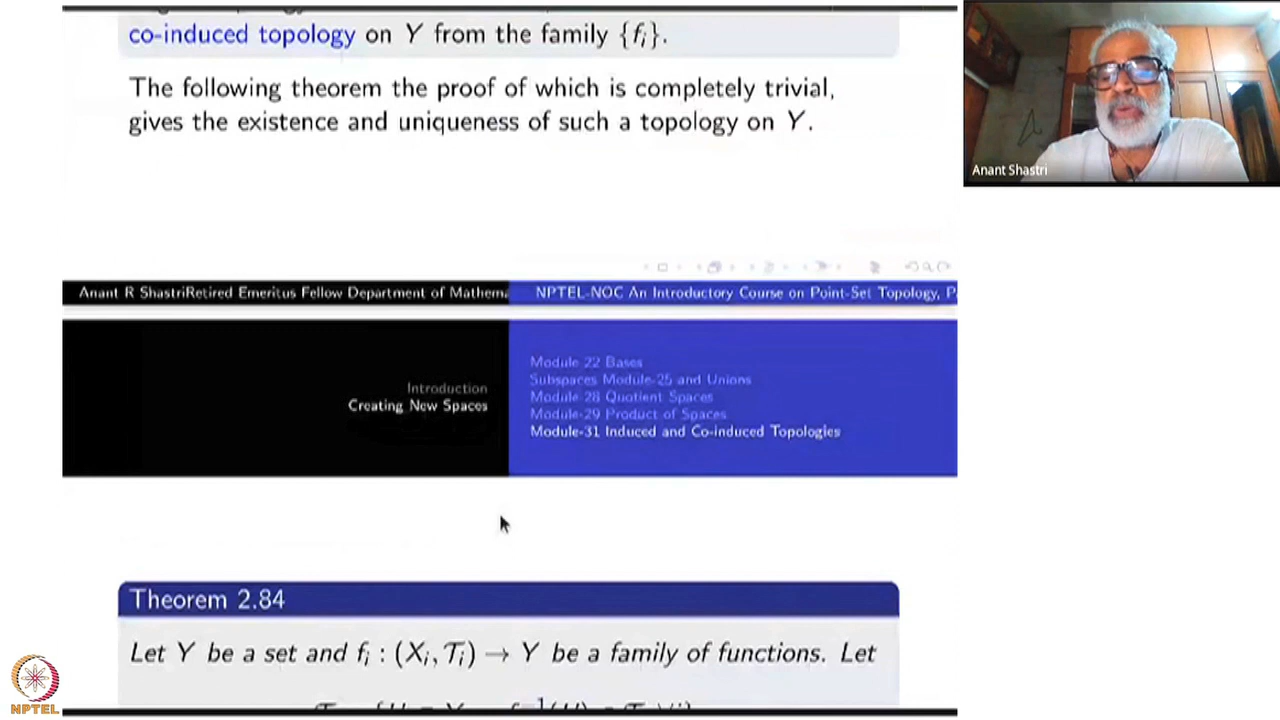 co-induced topology on Y from the family {fᵢ}.
The following theorem the proof of which is completely trivial,
gives the existence and uniqueness of such a topology on Y.
Anant Shastri
Anant R ShastriRetired Emeritus Fellow Department of Mathema
NPTEL-NOC An Introductory Course on Point-Set Topology, P
Introduction
Creating New Spaces
Module 22 Bases
Subspaces Module-25 and Unions
Module 28 Quotient Spaces
Module-29 Product of Spaces
Module-31 Induced and Co-induced Topologies
Theorem 2.84
Let Y be a set and fᵢ : (Xᵢ, 𝒯ᵢ) → Y be a family of functions. Let
NPTEL